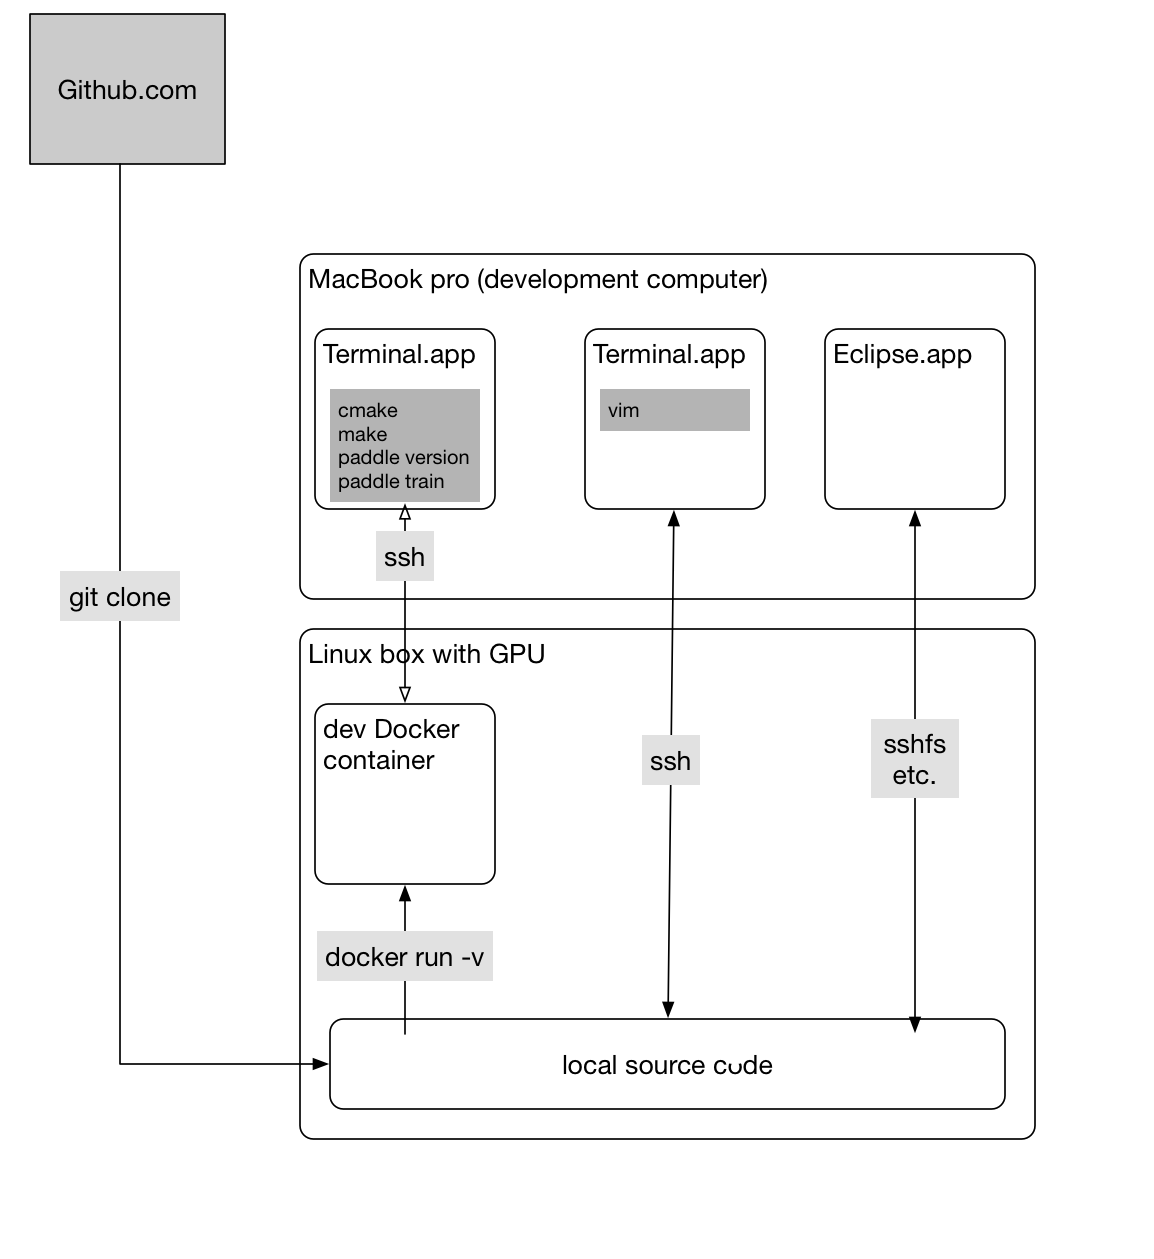 Github.com
MacBook pro (development computer)
Terminal.app
cmake
make
paddle version
paddle train
Terminal.app
vim
Eclipse.app
ssh
git clone
Linux box with GPU
dev Docker
container
ssh
sshfs
etc.
docker run -v
local source code